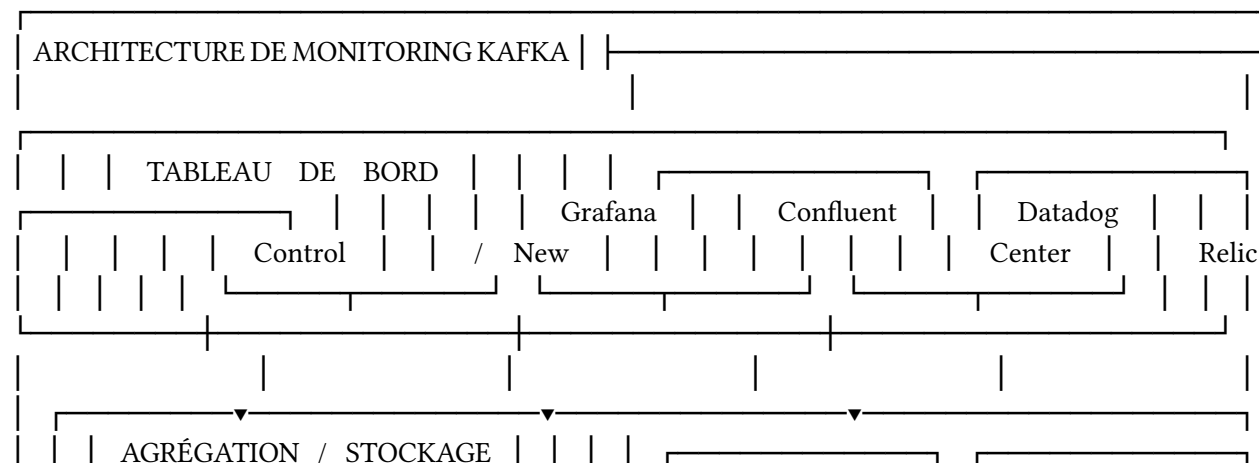 ARCHITECTURE DE MONITORING KAFKA
TABLEAU DE BORD
Grafana Confluent Datadog
Control / New Center Relic
AGRÉGATION / STOCKAGE